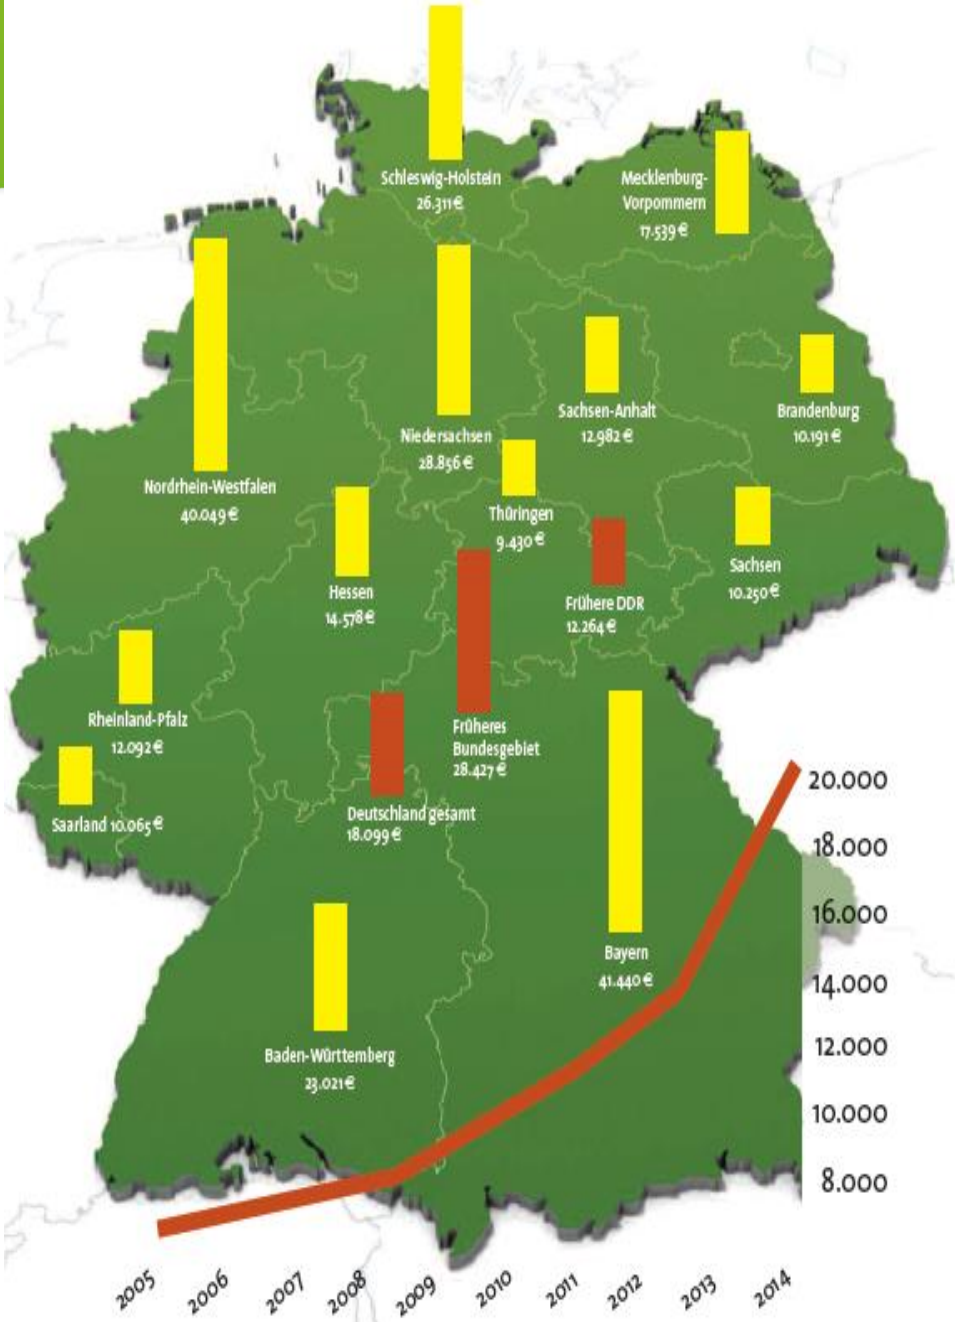 Schleswig-Holstein
26.311 €
Mecklenburg-
Vorpommern
17.539 €
Sachsen-Anhalt
12.982 €
Brandenburg
10.191 €
Niedersachsen
28.856 €
Nordrhein-Westfalen
40.049 €
Thüringen
9.430 €
Sachsen
10.250 €
Hessen
14.578 €
Frühere DDR
12.264 €
Rheinland-Pfalz
12.092 €
Früheres
Bundesgebiet
28.427 €
Saarland 10.065 €
Deutschland gesamt
18.099 €
Bayern
41.440 €
Baden-Württemberg
23.021 €
20.000
18.000
16.000
14.000
12.000
10.000
8.000
2005
2006
2007
2008
2009
2010
2011
2012
2013
2014